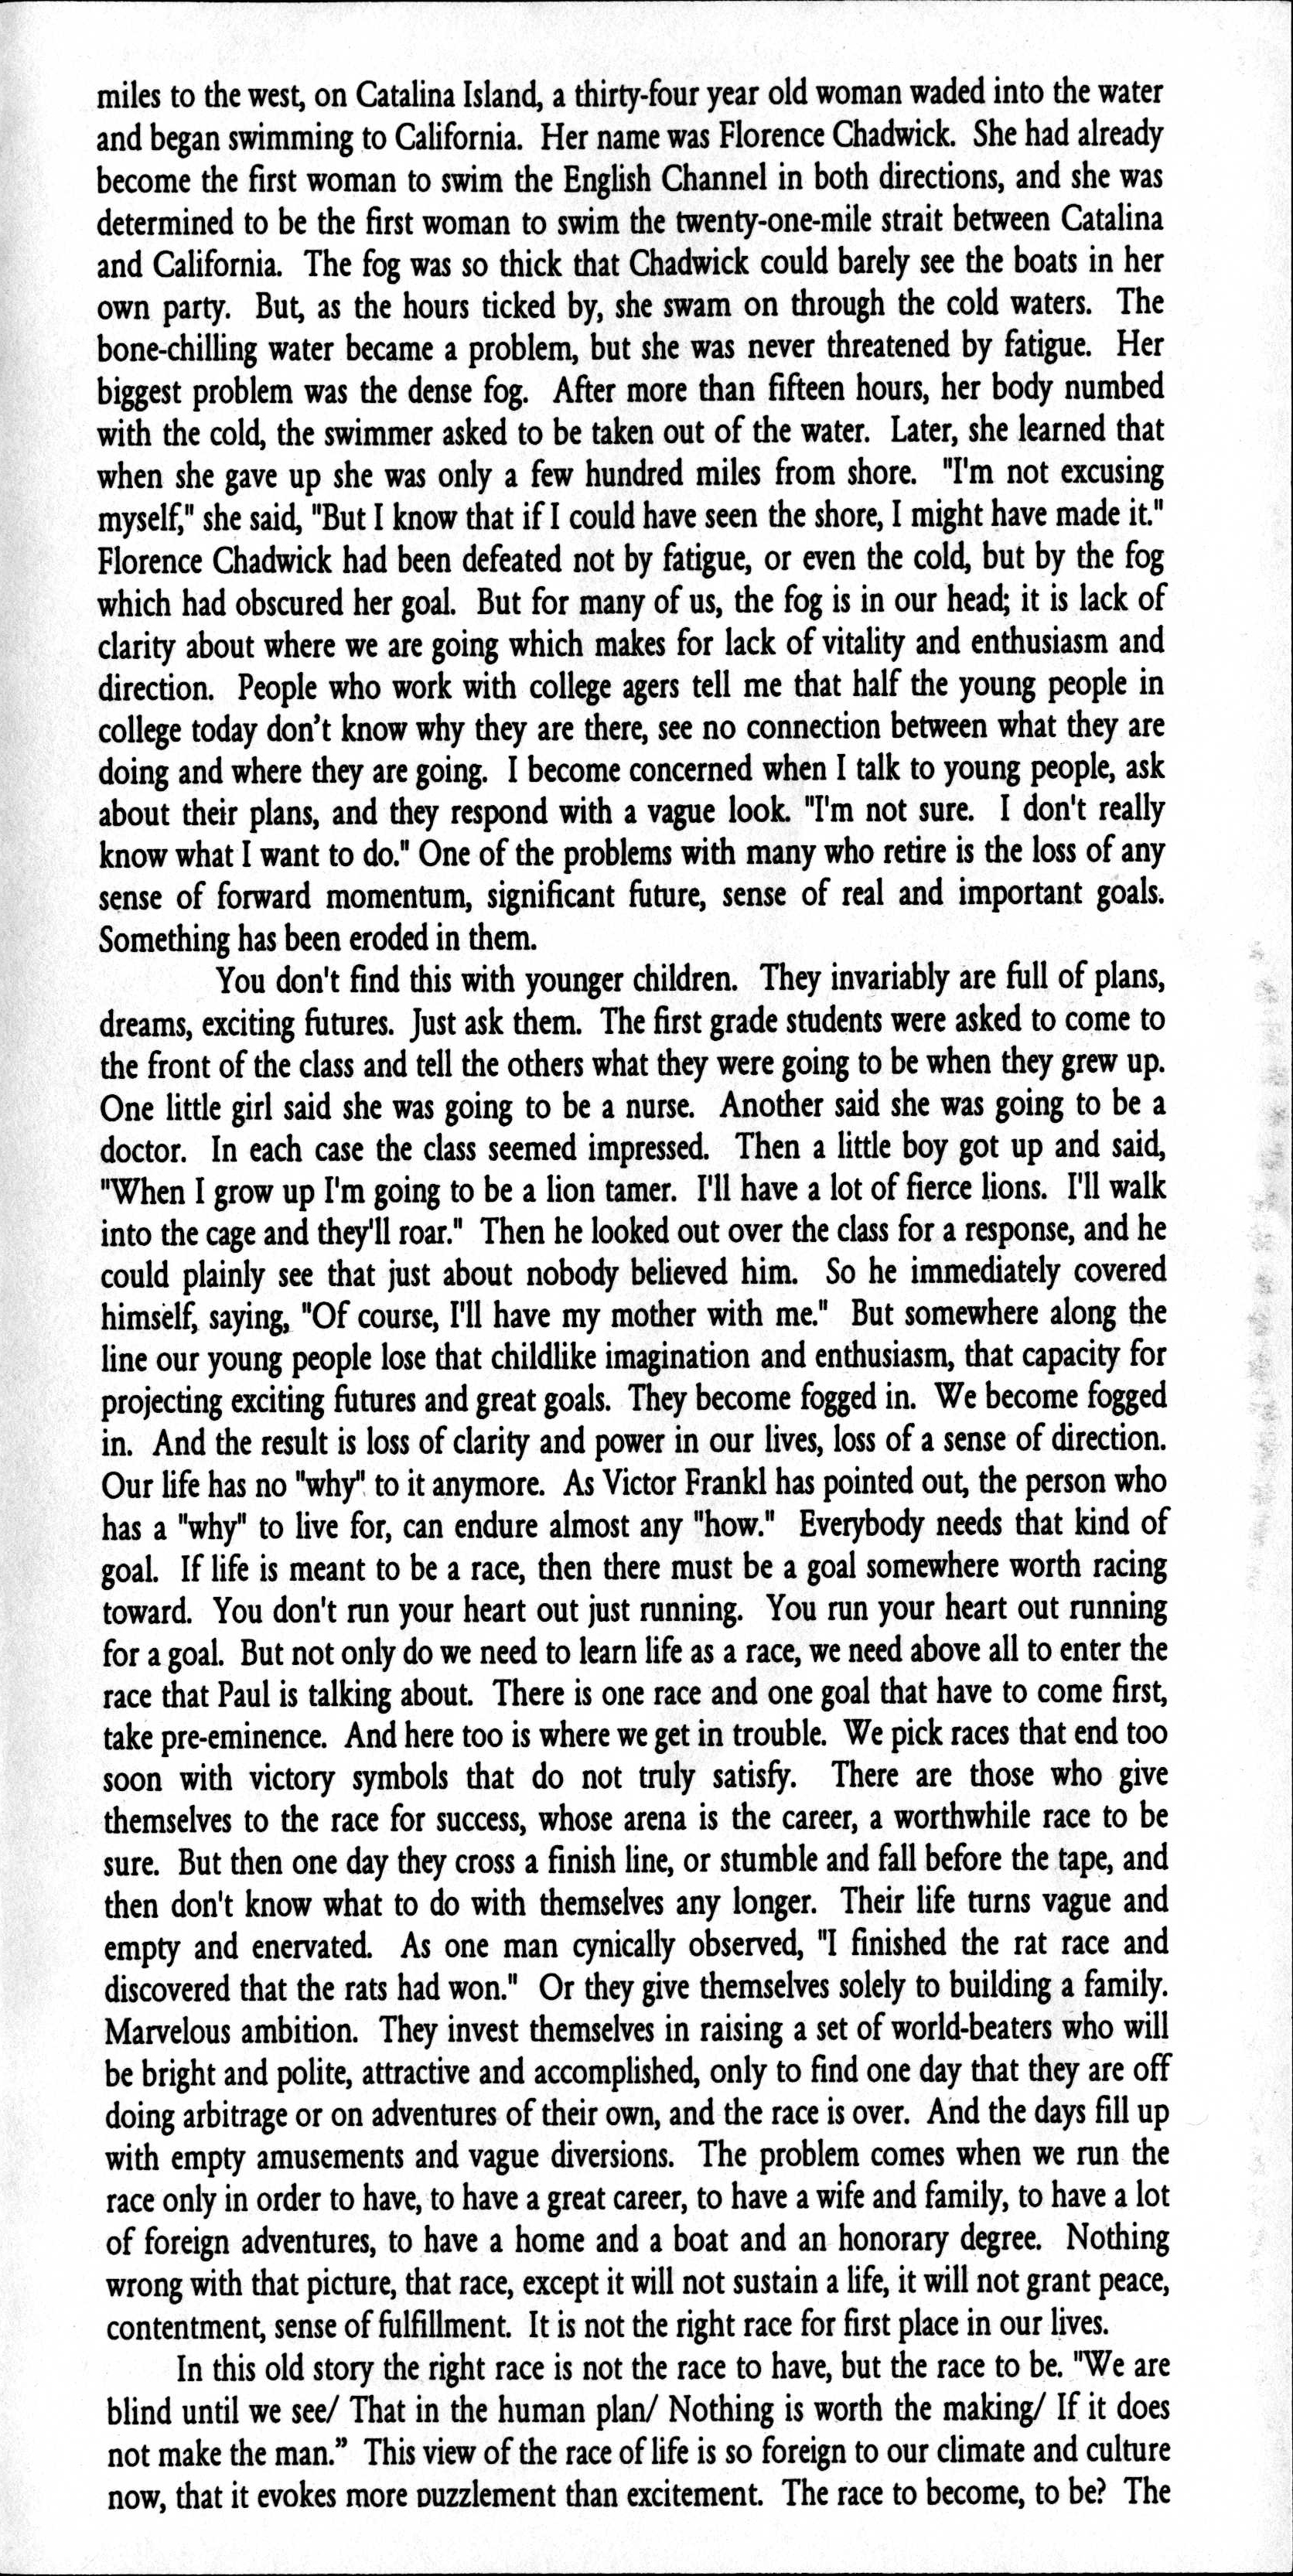 miles to the west, on Catalina Island, a thirty-four year old woman waded into the water
and began swimming to California. Her name was Florence Chadwick. She had already
become the first woman to swim the English Channel in both directions, and she was
determined to be the first woman to swim the twenty-one-mile strait between Catalina
and California. The fog was so thick that Chadwick could barely see the boats in her
own party. But, as the hours ticked by, she swam on through the cold waters. The
bone-chilling water became a problem, but she was never threatened by fatigue. Her
biggest problem was the dense fog. After more than fifteen hours, her body numbed
with the cold, the swimmer asked to be taken out of the water. Later, she learned that
when she gave up she was only a few hundred miles from shore. "I'm not excusing
myself," she said, "But I know that if I could have seen the shore, I might have made it."
Florence Chadwick had been defeated not by fatigue, or even the cold, but by the fog
which had obscured her goal. But for many of us, the fog is in our head; it is lack of
clarity about where we are going which makes for lack of vitality and enthusiasm and
direction. People who work with college agers tell me that half the young people in
college today don't know why they are there, see no connection between what they are
doing and where they are going. I become concerned when I talk to young people, ask
about their plans, and they respond with a vague look. "I'm not sure. I don't really
know what I want to do." One of the problems with many who retire is the loss of any
sense of forward momentum, significant future, sense of real and important goals.
Something has been eroded in them.
You don't find this with younger children. They invariably are full of plans,
dreams, exciting futures. Just ask them. The first grade students were asked to come to
the front of the class and tell the others what they were going to be when they grew up.
One little girl said she was going to be a nurse. Another said she was going to be a
doctor. In each case the class seemed impressed. Then a little boy got up and said,
"When I grow up I'm going to be a lion tamer. I'll have a lot of fierce lions. I'll walk
into the cage and they'll roar." Then he looked out over the class for a response, and he
could plainly see that just about nobody believed him. So he immediately covered
himself, saying, "Of course, I'll have my mother with me." But somewhere along the
line our young people lose that childlike imagination and enthusiasm, that capacity for
projecting exciting futures and great goals. They become fogged in. We become fogged
in. And the result is loss of clarity and power in our lives, loss of a sense of direction.
Our life has no "why" to it anymore. As Victor Frankl has pointed out, the person who
has a "why" to live for, can endure almost any "how." Everybody needs that kind of
goal. If life is meant to be a race, then there must be a goal somewhere worth racing
toward. You don't run your heart out just running. You run your heart out running
for a goal. But not only do we need to learn life as a race, we need above all to enter the
race that Paul is talking about. There is one race and one goal that have to come first,
take pre-eminence. And here too is where we get in trouble. We pick races that end too
soon with victory symbols that do not truly satisfy. There are those who give
themselves to the race for success, whose arena is the career, a worthwhile race to be
sure. But then one day they cross a finish line, or stumble and fall before the tape, and
then don't know what to do with themselves any longer. Their life turns vague and
empty and enervated. As one man cynically observed, "I finished the rat race and
discovered that the rats had won." Or they give themselves solely to building a family.
Marvelous ambition. They invest themselves in raising a set of world-beaters who will
be bright and polite, attractive and accomplished, only to find one day that they are off
doing arbitrage or on adventures of their own, and the race is over. And the days fill up
with empty amusements and vague diversions. The problem comes when we run the
race only in order to have, to have a great career, to have a wife and family, to have a lot
of foreign adventures, to have a home and a boat and an honorary degree. Nothing
wrong with that picture, that race, except it will not sustain a life, it will not grant peace,
contentment, sense of fulfillment. It is not the right race for first place in our lives.
In this old story the right race is not the race to have, but the race to be. "We are
blind until we see/ That in the human plan/ Nothing is worth the making/ If it does
not make the man." This view of the race of life is so foreign to our climate and culture
now, that it evokes more puzzlement than excitement. The race to become, to be? The